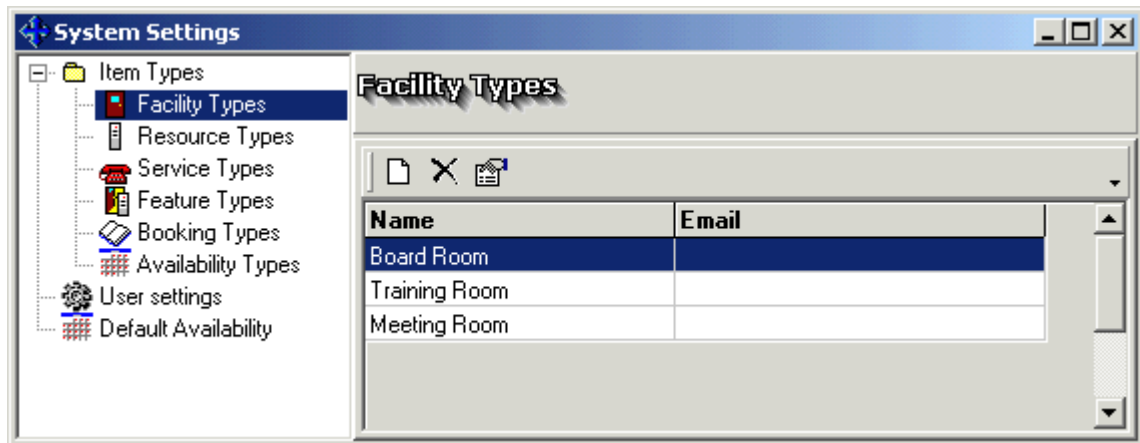 System Settings
Item Types
Facility Types
Resource Types
Service Types
Feature Types
Booking Types
Availability Types
User settings
Default Availability
Facility Types
Name Email
Board Room
Training Room
Meeting Room